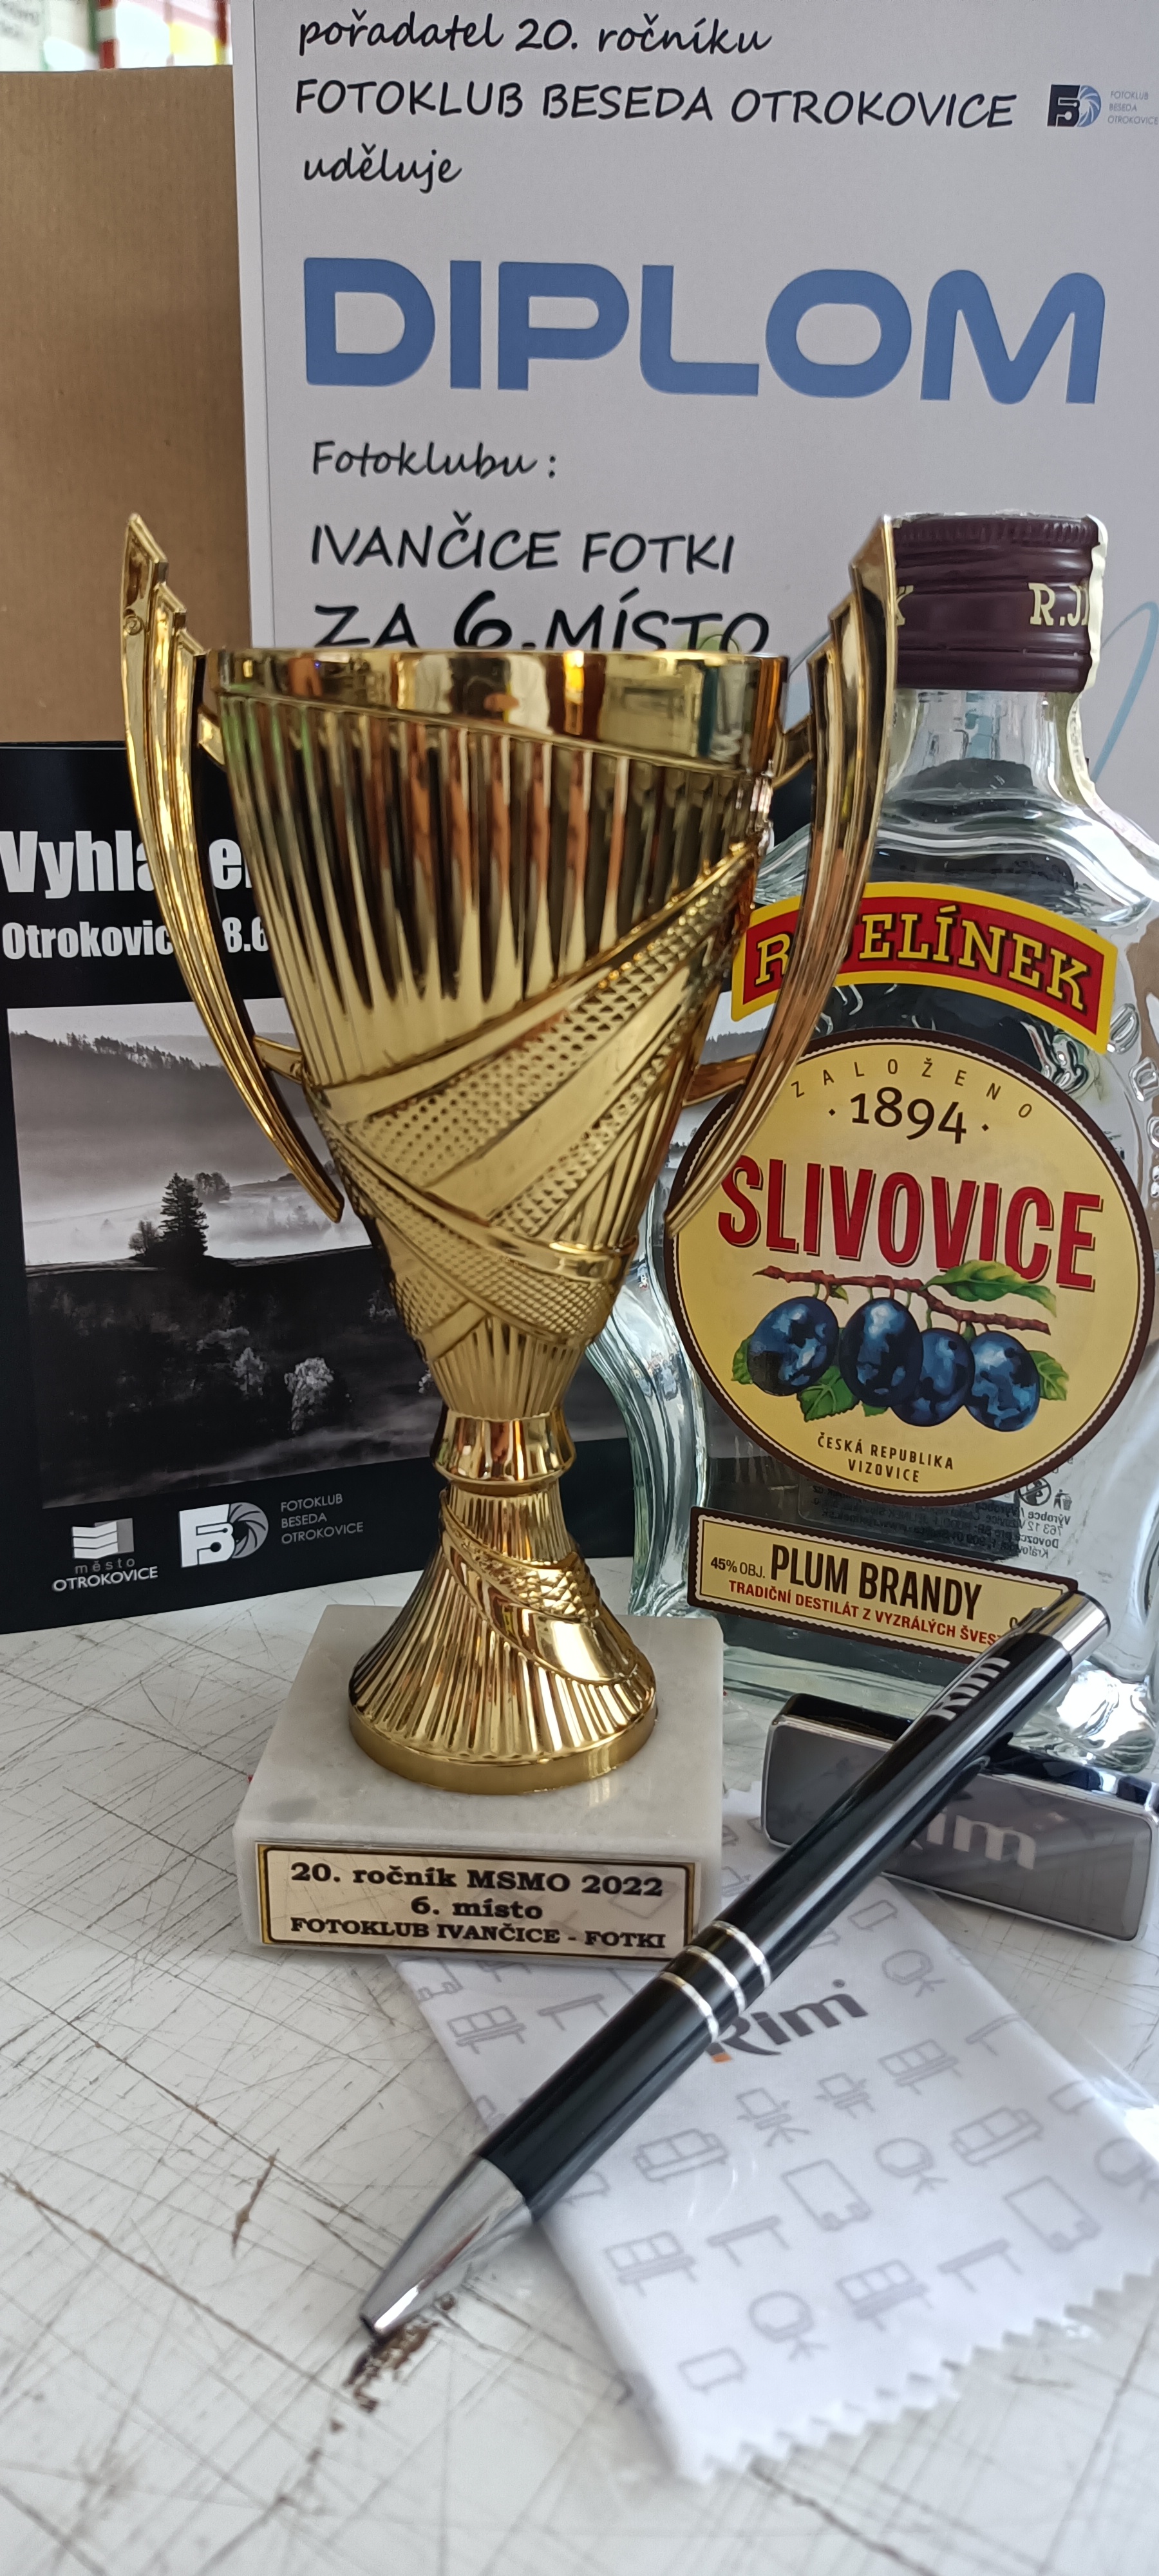 pořadatel 20. ročníku
FOTOKLUB BESEDA OTROKOVICE
FOTOKLUB
BESEDA
OTROKOVICE
uděluje
DIPLOM
Fotoklubu :
IVANČICE FOTKI
ZA 6. MÍSTO
R.JELÍNEK
ZALOŽENO
· 1894 ·
SLIVOVICE
ČESKÁ REPUBLIKA
VIZOVICE
45% OBJ. PLUM BRANDY
TRADIČNÍ DESTILÁT Z VYZRÁLÝCH
město
OTROKOVICE
FOTOKLUB
BESEDA
OTROKOVICE
20. ročník MSMO 2022
6. místo
FOTOKLUB IVANČICE - FOTKI
Rim
Rim